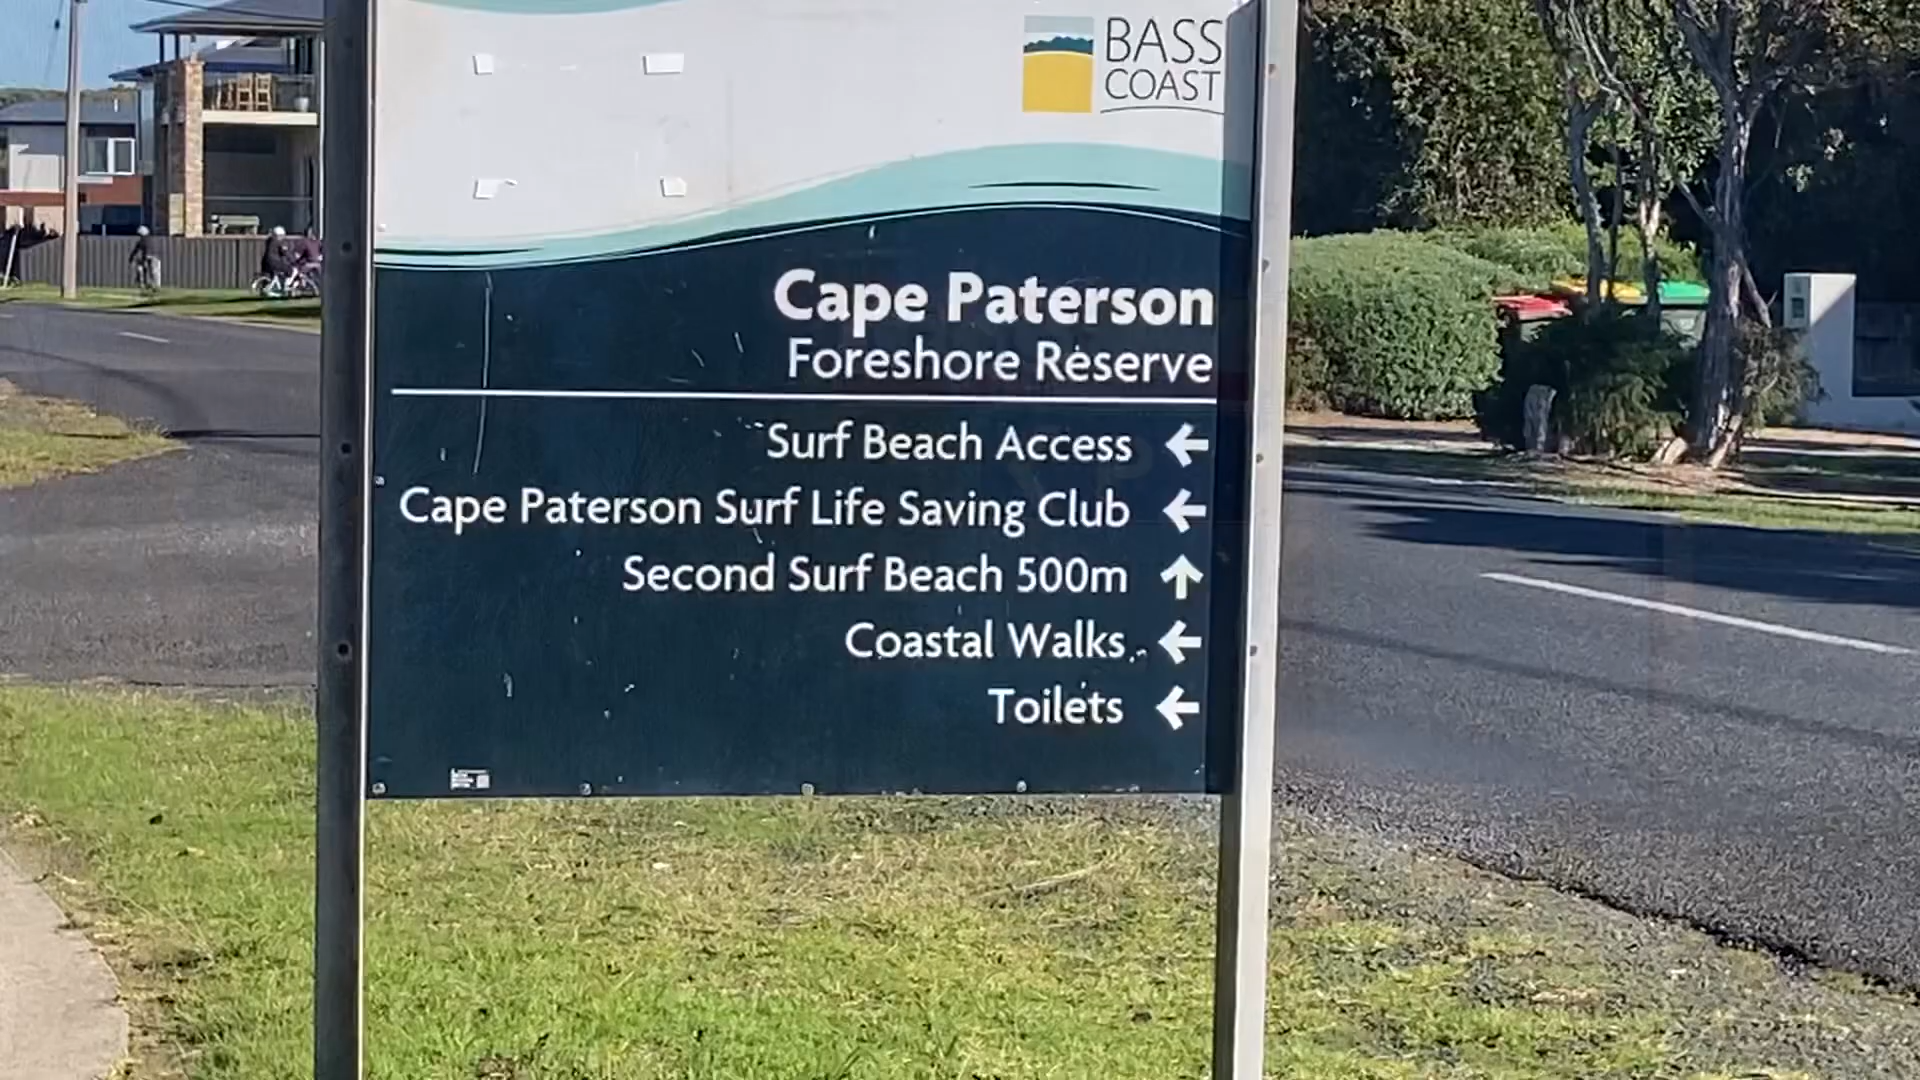 BASS
COAST
Cape Paterson
Foreshore Reserve
Surf Beach Access ←
Cape Paterson Surf Life Saving Club ←
Second Surf Beach 500m ↑
Coastal Walks ←
Toilets ←